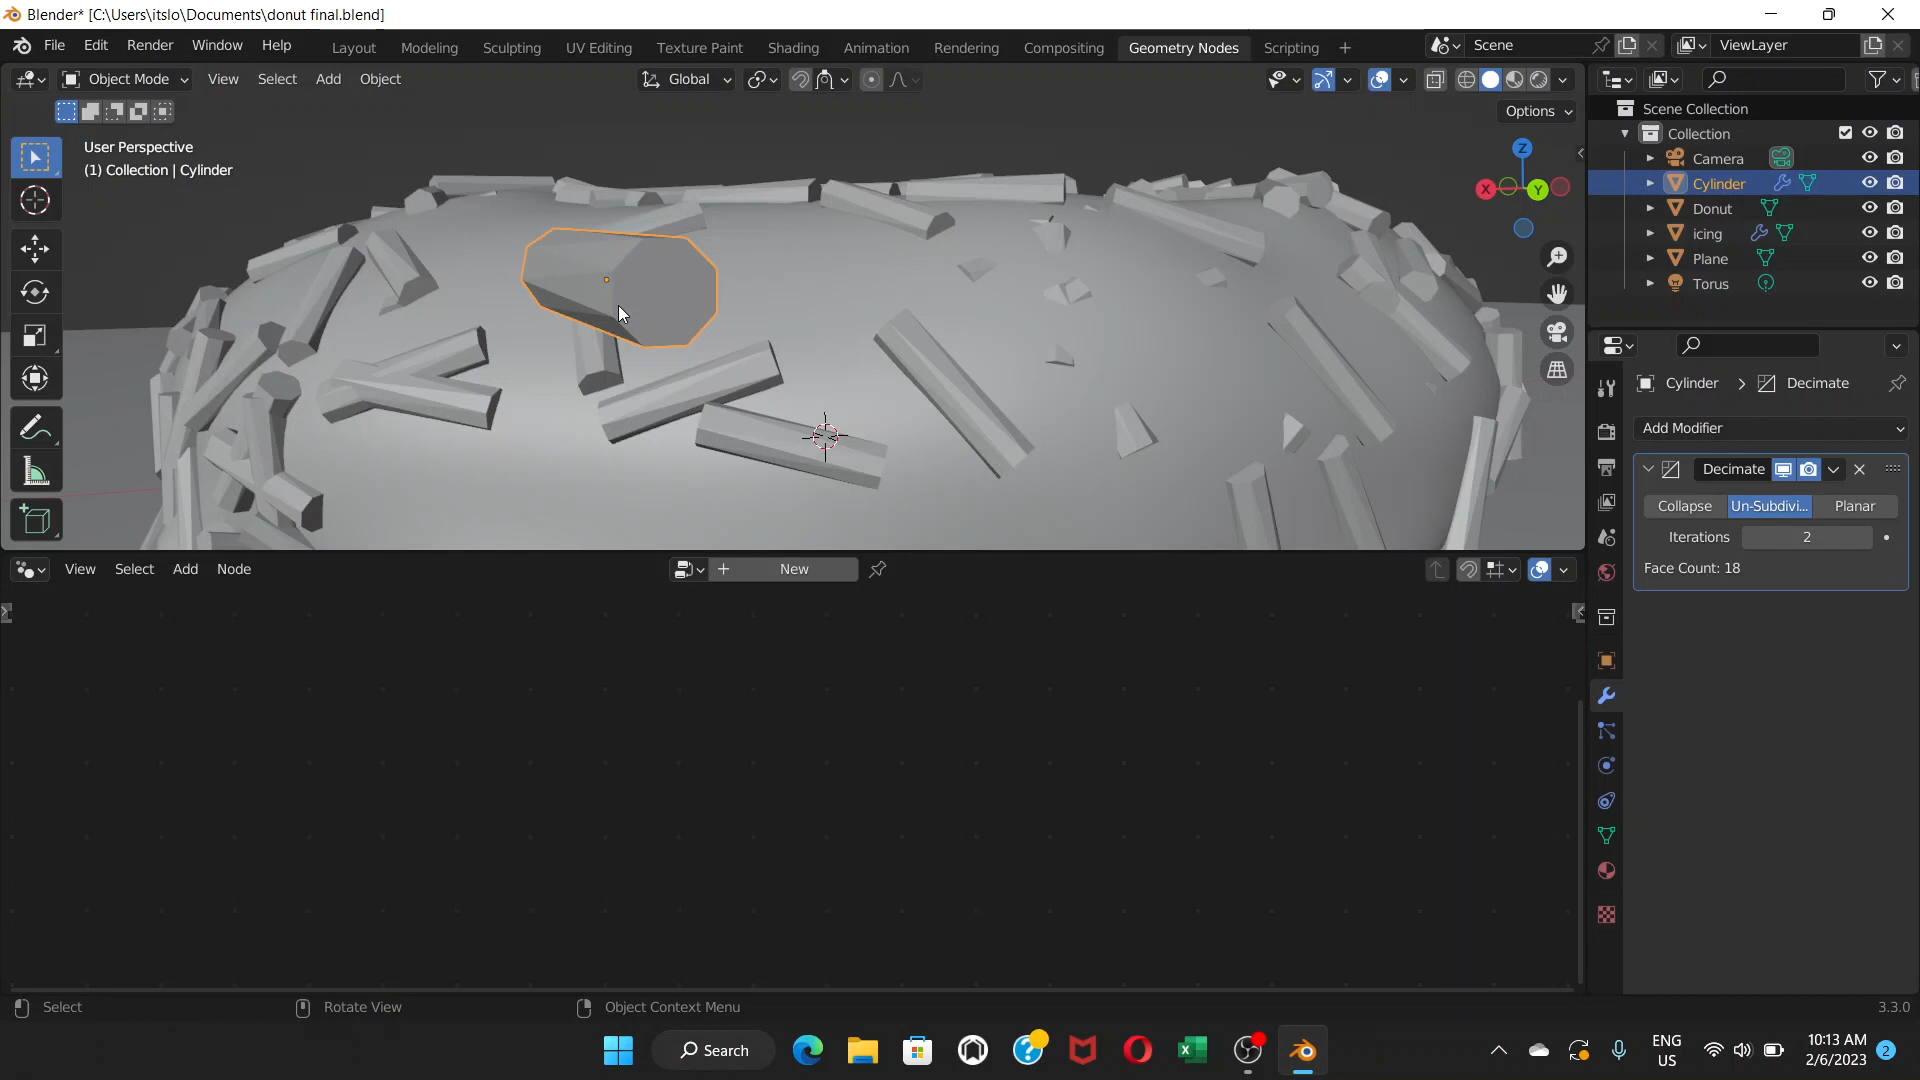 Blender* [C:\Users\itslo\Documents\donut final.blend]
File Edit Render Window Help Layout Modeling Sculpting UV Editing Texture Paint Shading Animation Rendering Compositing Geometry Nodes Scripting + Scene ViewLayer
Object Mode View Select Add Object Global
Options
User Perspective
(1) Collection | Cylinder
Z
X
Y
Scene Collection
Collection
Camera
Cylinder
Donut
icing
Plane
Torus
Cylinder > Decimate
Add Modifier
Decimate
Collapse Un-Subdivi... Planar
Iterations 2
Face Count: 18
View Select Add Node + New
Select Rotate View Object Context Menu 3.3.0
Search
ENG
US
10:13 AM
2/6/2023
2